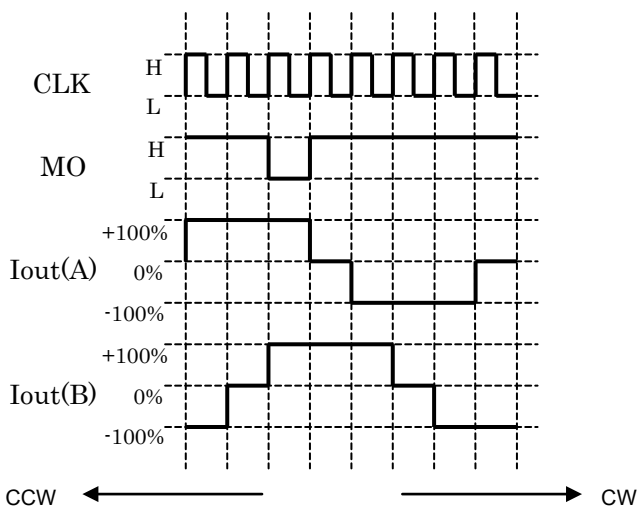 CLK
H
L
MO
H
L
Iout(A)
+100%
0%
-100%
Iout(B)
+100%
0%
-100%
CCW
CW